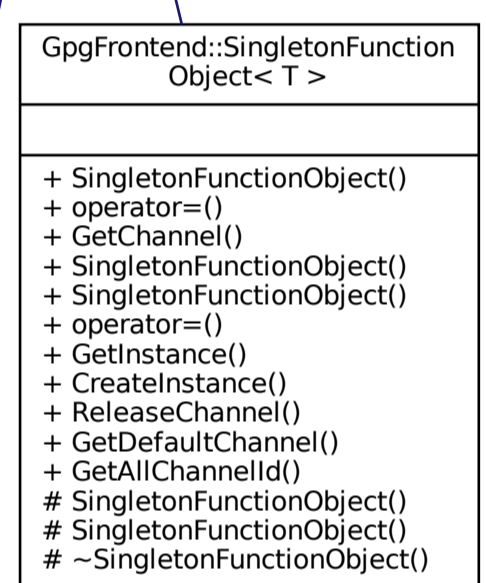 GpgFrontend::SingletonFunction
Object< T >
+ SingletonFunctionObject()
+ operator=()
+ GetChannel()
+ SingletonFunctionObject()
+ SingletonFunctionObject()
+ operator=()
+ GetInstance()
+ CreateInstance()
+ ReleaseChannel()
+ GetDefaultChannel()
+ GetAllChannelId()
# SingletonFunctionObject()
# SingletonFunctionObject()
# ~SingletonFunctionObject()